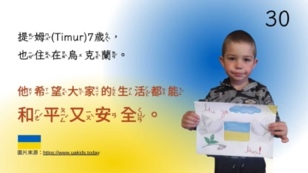 30
提姆(Timur)7歲，
也住在烏克蘭。
他希望大家的生活都能
和平又安全。
圖片來源：https://www.uakids.today